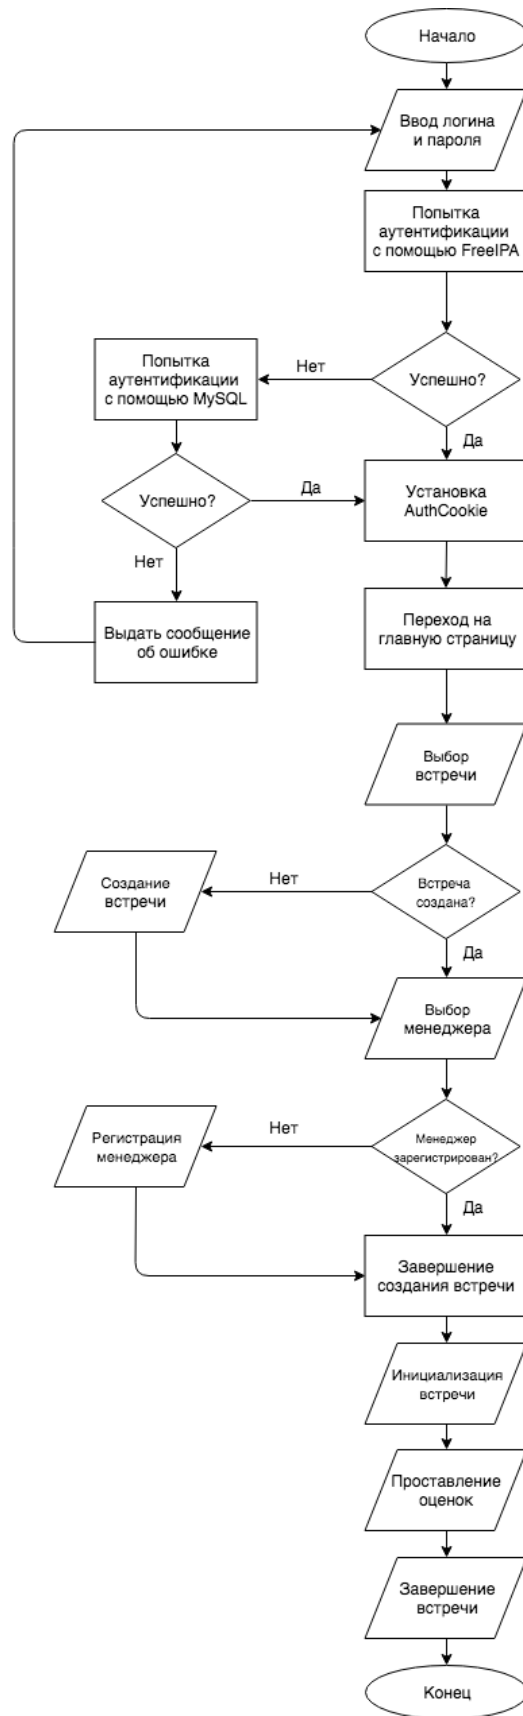 Начало
Ввод логина
и пароля
Попытка
аутентификации
с помощью FreeIPA
Успешно?
Нет
Да
Попытка
аутентификации
с помощью MySQL
Успешно?
Да
Нет
Установка
AuthCookie
Выдать сообщение
об ошибке
Переход на
главную страницу
Выбор
встречи
Встреча
создана?
Нет
Да
Создание
встречи
Выбор
менеджера
Менеджер
зарегистрирован?
Нет
Да
Регистрация
менеджера
Завершение
создания встречи
Инициализация
встречи
Проставление
оценок
Завершение
встречи
Конец